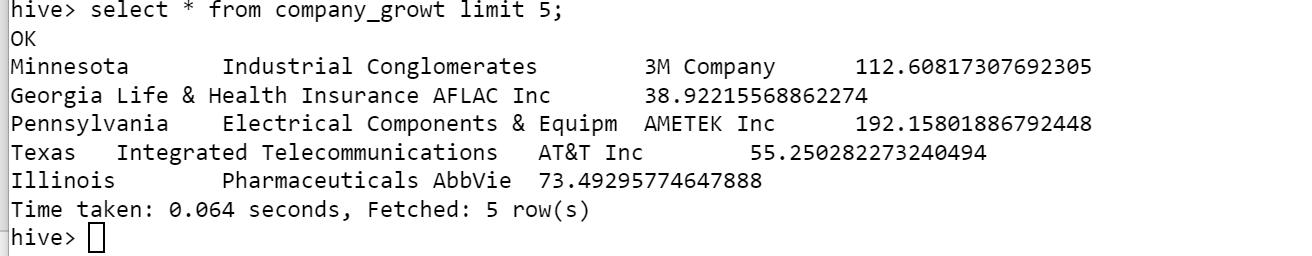 hive> select * from company_growt limit 5;
OK
Minnesota Industrial Conglomerates 3M Company 112.60817307692305
Georgia Life & Health Insurance AFLAC Inc 38.92215568862274
Pennsylvania Electrical Components & Equipm AMETEK Inc 192.15801886792448
Texas Integrated Telecommunications AT&T Inc 55.250282273240494
Illinois Pharmaceuticals AbbVie 73.49295774647888
Time taken: 0.064 seconds, Fetched: 5 row(s)
hive>